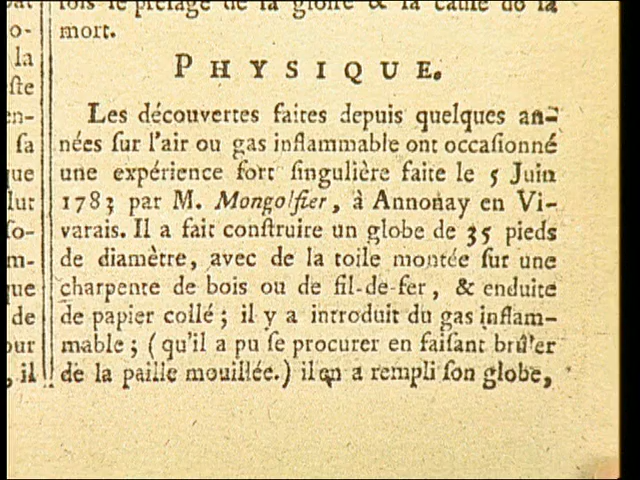 mort.
PHYSIQUE.
Les découvertes faites depuis quelques an-
nées ſur l'air ou gas inflammable ont occaſionné
une expérience fort ſingulière faite le 5 Juin
1783 par M. Mongolfier, à Annonay en Vi-
varais. Il a fait conſtruire un globe de 35 pieds
de diamètre, avec de la toile montée ſur une
charpente de bois ou de fil-de-fer, & enduite
de papier collé ; il y a introduit du gas inflam-
mable ; ( qu'il a pu ſe procurer en faiſant brûler
de la paille mouillée.) il en a rempli ſon globe,